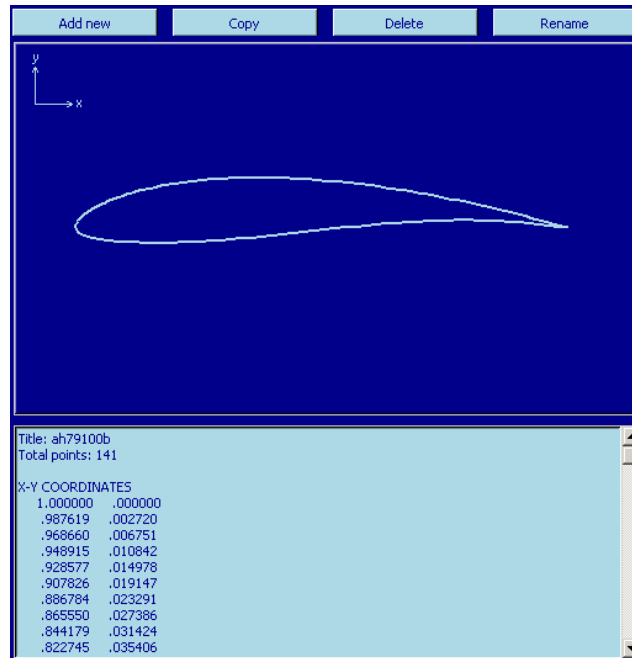 Add new Copy Delete Rename
y
x
Title: ah79100b
Total points: 141
X-Y COORDINATES
1.000000 .000000
.987619 .002720
.968660 .006751
.948915 .010842
.928577 .014978
.907826 .019147
.886784 .023291
.865550 .027386
.844179 .031424
.822745 .035406